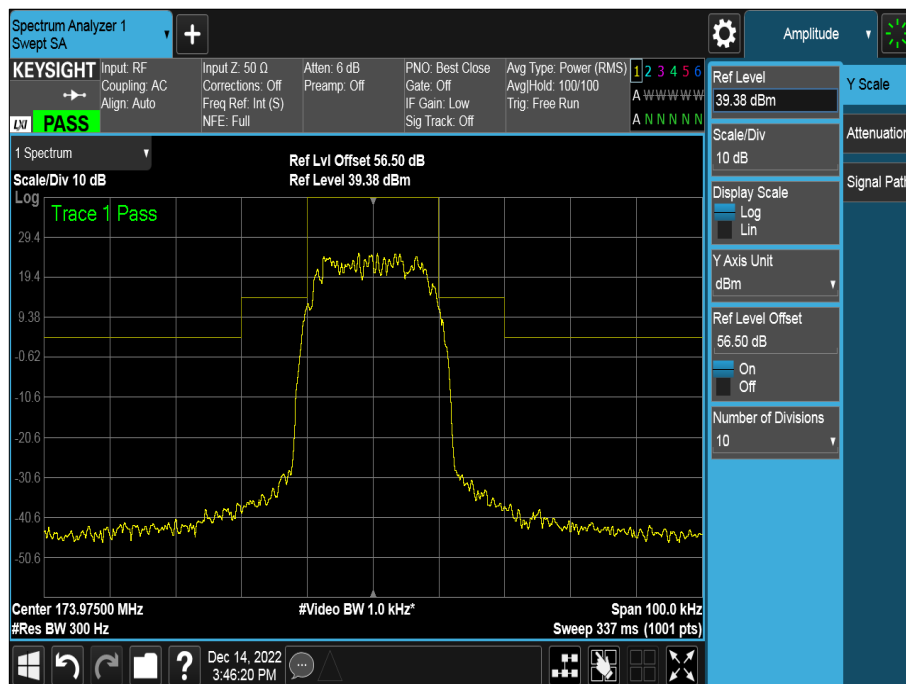 Spectrum Analyzer 1
Swept SA
Amplitude
KEYSIGHT
LXI
PASS
Input: RF
Coupling: AC
Align: Auto
Input Z: 50 Ω
Corrections: Off
Freq Ref: Int (S)
NFE: Full
Atten: 6 dB
Preamp: Off
PNO: Best Close
Gate: Off
IF Gain: Low
Sig Track: Off
Avg Type: Power (RMS)
Avg|Hold: 100/100
Trig: Free Run
1 2 3 4 5 6
A W W W W W
A N N N N N
1 Spectrum
Scale/Div 10 dB
Ref Lvl Offset 56.50 dB
Ref Level 39.38 dBm
Log
Trace 1 Pass
29.4
19.4
9.38
-0.62
-10.6
-20.6
-30.6
-40.6
-50.6
Center 173.97500 MHz
#Res BW 300 Hz
#Video BW 1.0 kHz*
Span 100.0 kHz
Sweep 337 ms (1001 pts)
Ref Level
39.38 dBm
Scale/Div
10 dB
Display Scale
Log
Lin
Y Axis Unit
dBm
Ref Level Offset
56.50 dB
On
Off
Number of Divisions
10
Y Scale
Attenuation
Signal Path
?
Dec 14, 2022
3:46:20 PM